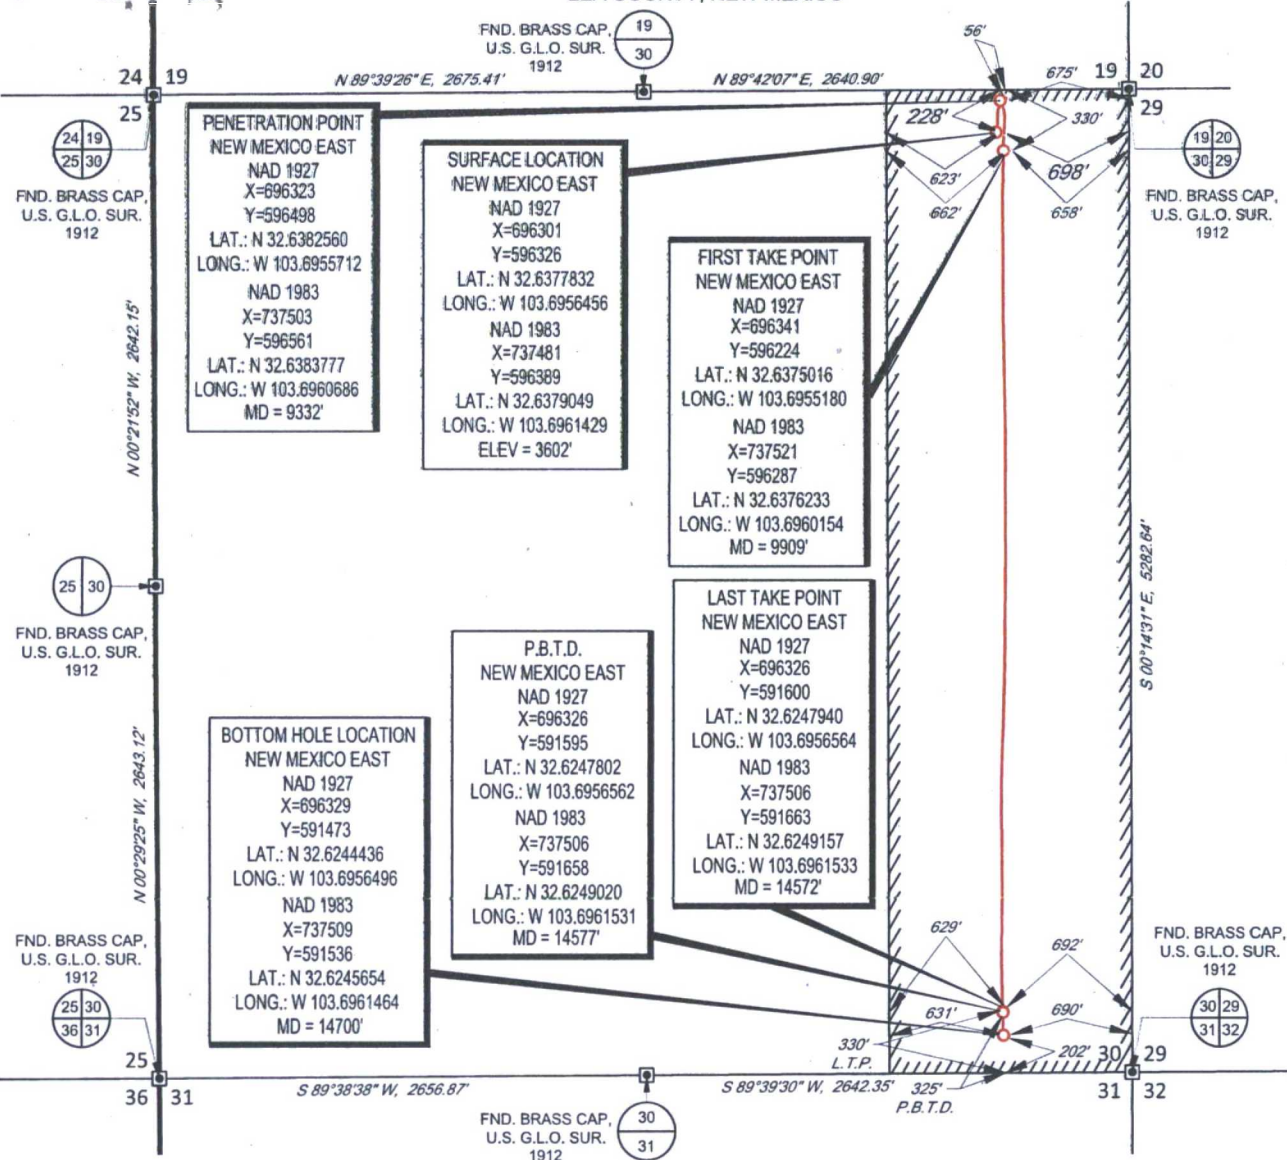 FND. BRASS CAP,
U.S. G.L.O. SUR.
1912
19
30
56'
24 19
N 89°39'26" E, 2675.41'
N 89°42'07" E, 2640.90'
675'
19 20
25
29
228'
330'
24 19
25 30
FND. BRASS CAP,
U.S. G.L.O. SUR.
1912
19 20
30 29
FND. BRASS CAP,
U.S. G.L.O. SUR.
1912
623'
698'
662'
658'
PENETRATION POINT
NEW MEXICO EAST
NAD 1927
X=696323
Y=596498
LAT.: N 32.6382560
LONG.: W 103.6955712
NAD 1983
X=737503
Y=596561
LAT.: N 32.6383777
LONG.: W 103.6960686
MD = 9332'
SURFACE LOCATION
NEW MEXICO EAST
NAD 1927
X=696301
Y=596326
LAT.: N 32.6377832
LONG.: W 103.6956456
NAD 1983
X=737481
Y=596389
LAT.: N 32.6379049
LONG.: W 103.6961429
ELEV = 3602'
FIRST TAKE POINT
NEW MEXICO EAST
NAD 1927
X=696341
Y=596224
LAT.: N 32.6375016
LONG.: W 103.6955180
NAD 1983
X=737521
Y=596287
LAT.: N 32.6376233
LONG.: W 103.6960154
MD = 9909'
N 00°21'52" W, 2642.15'
S 00°14'31" E, 5282.64'
25 30
FND. BRASS CAP,
U.S. G.L.O. SUR.
1912
LAST TAKE POINT
NEW MEXICO EAST
NAD 1927
X=696326
Y=591600
LAT.: N 32.6247940
LONG.: W 103.6956564
NAD 1983
X=737506
Y=591663
LAT.: N 32.6249157
LONG.: W 103.6961533
MD = 14572'
P.B.T.D.
NEW MEXICO EAST
NAD 1927
X=696326
Y=591595
LAT.: N 32.6247802
LONG.: W 103.6956562
NAD 1983
X=737506
Y=591658
LAT.: N 32.6249020
LONG.: W 103.6961531
MD = 14577'
BOTTOM HOLE LOCATION
NEW MEXICO EAST
NAD 1927
X=696329
Y=591473
LAT.: N 32.6244436
LONG.: W 103.6956496
NAD 1983
X=737509
Y=591536
LAT.: N 32.6245654
LONG.: W 103.6961464
MD = 14700'
N 00°29'25" W, 2643.12'
FND. BRASS CAP,
U.S. G.L.O. SUR.
1912
25 30
36 31
629'
692'
FND. BRASS CAP,
U.S. G.L.O. SUR.
1912
30 29
31 32
631'
690'
330'
L.T.P.
202'
25
30 29
36 31
S 89°38'38" W, 2656.87'
S 89°39'30" W, 2642.35'
325'
P.B.T.D.
31 32
FND. BRASS CAP,
U.S. G.L.O. SUR.
1912
30
31